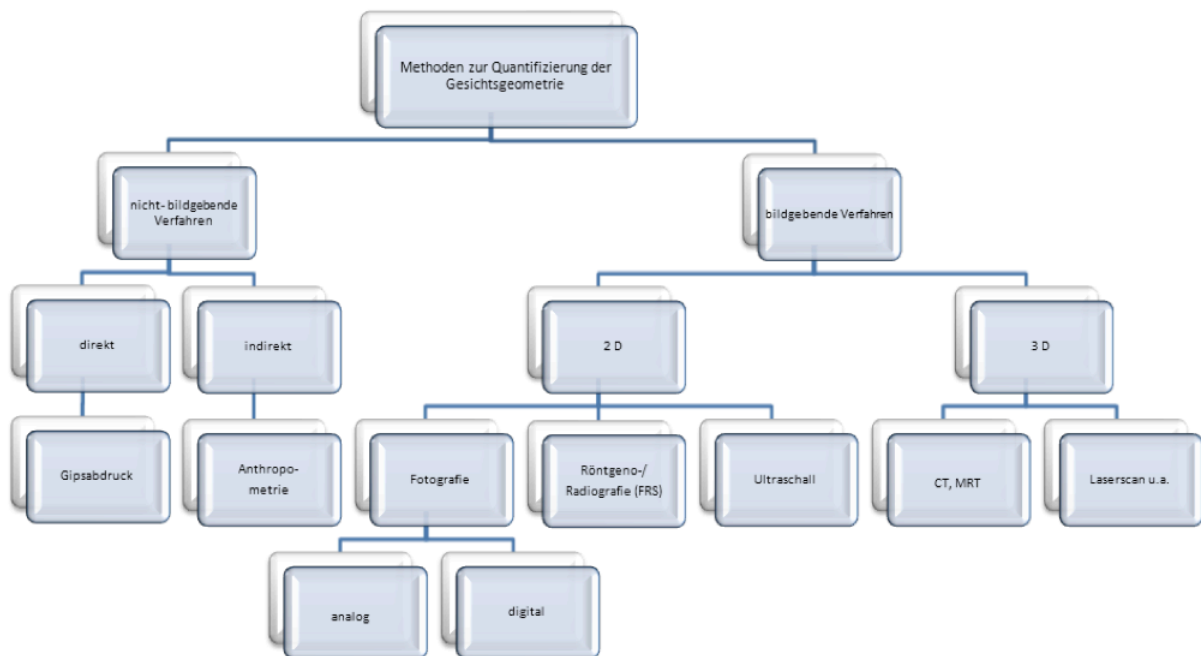 Methoden zur Quantifizierung der
Gesichtsgeometrie
nicht- bildgebende
Verfahren
bildgebende Verfahren
direkt
indirekt
2 D
3 D
Gipsabdruck
Anthropo-
metrie
Fotografie
Röntgeno-/
Radiografie (FRS)
Ultraschall
CT, MRT
Laserscan u.a.
analog
digital